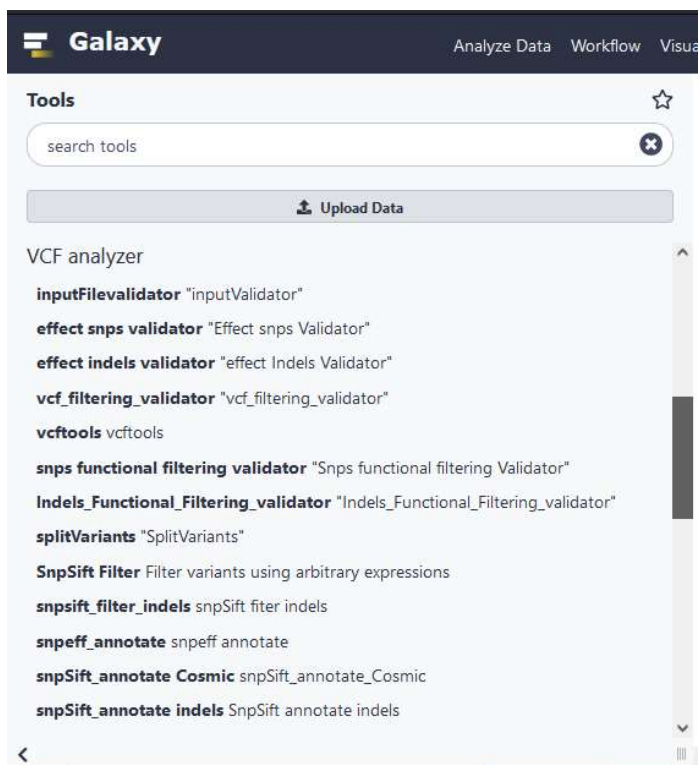 Galaxy
Analyze Data Workflow
Tools
search tools
Upload Data
VCF analyzer
inputFilevalidator "inputValidator"
effect snps validator "Effect snps Validator"
effect indels validator "effect Indels Validator"
vcf_filtering_validator "vcf_filtering_validator"
vcftools vcftools
snps functional filtering validator "Snps functional filtering Validator"
Indels_Functional_Filtering_validator "Indels_Functional_Filtering_validator"
splitVariants "SplitVariants"
SnpSift Filter Filter variants using arbitrary expressions
snpsift_filter_indels snpSift fiter indels
snpeff_annotate snpeff annotate
snpSift_annotate Cosmic snpSift_annotate_Cosmic
snpSift_annotate indels SnpSift annotate indels